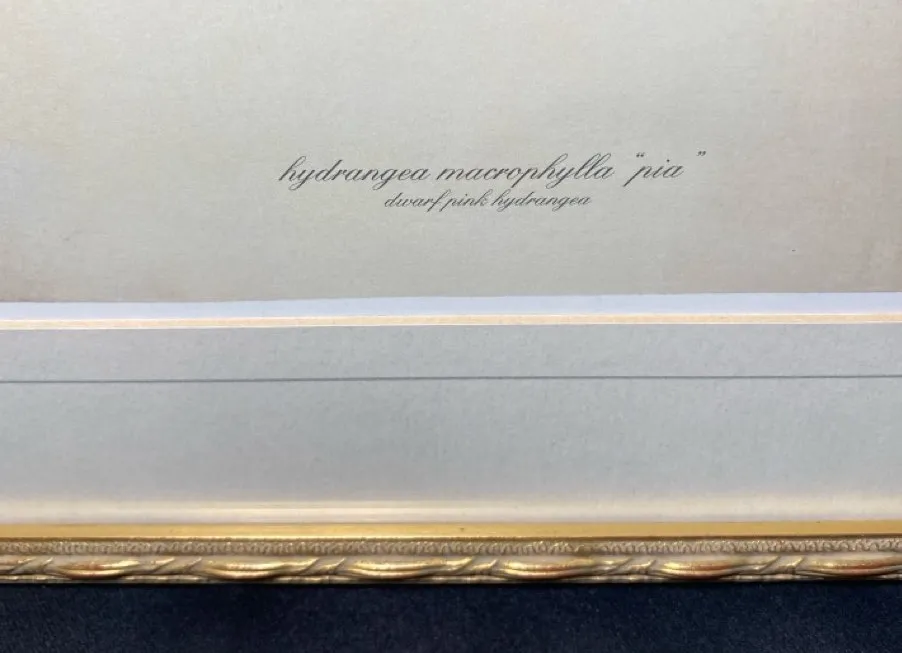 hydrangea macrophylla “pia”
dwarf pink hydrangea